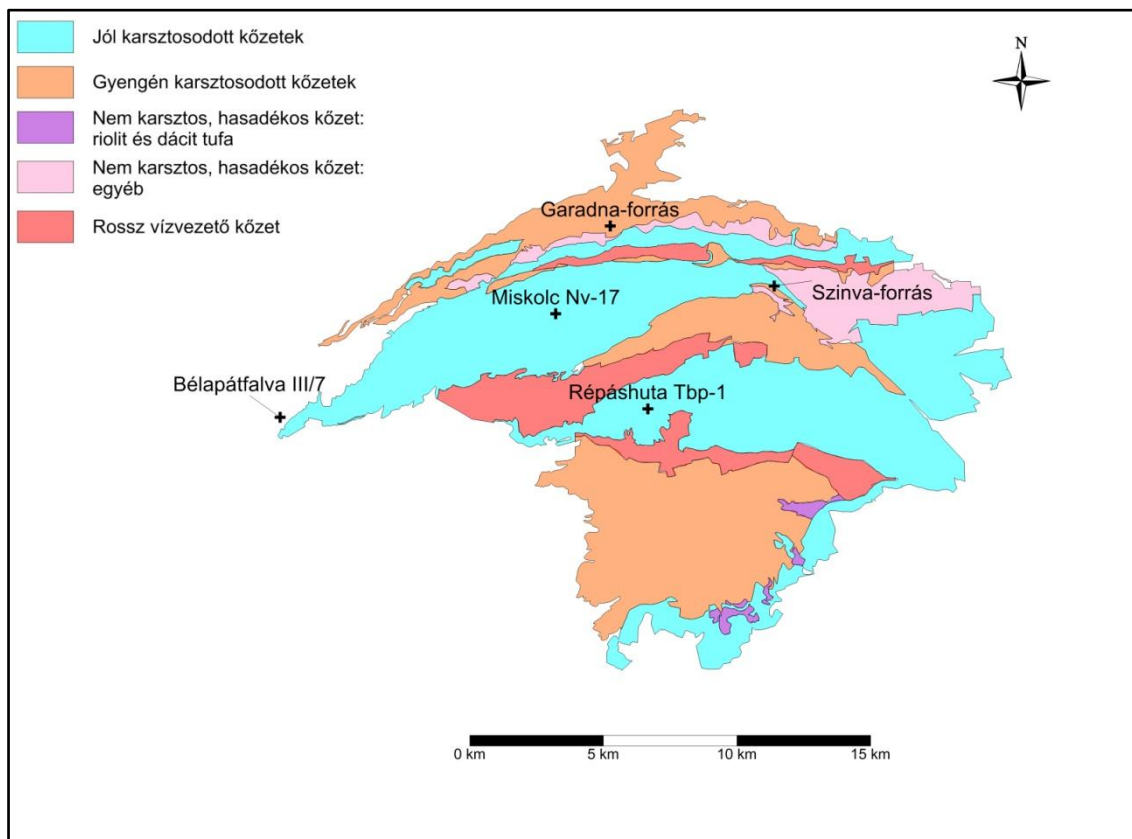 Jól karsztosodott kőzetek
Gyengén karsztosodott kőzetek
Nem karsztos, hasadékos kőzet:
riolit és dácit tufa
Nem karsztos, hasadékos kőzet:
egyéb
Rossz vízvezető kőzet
N
Garadna-forrás
Szinva-forrás
Miskolc Nv-17
Bélapátfalva III/7
Répáshuta Tbp-1
0 km
5 km
10 km
15 km